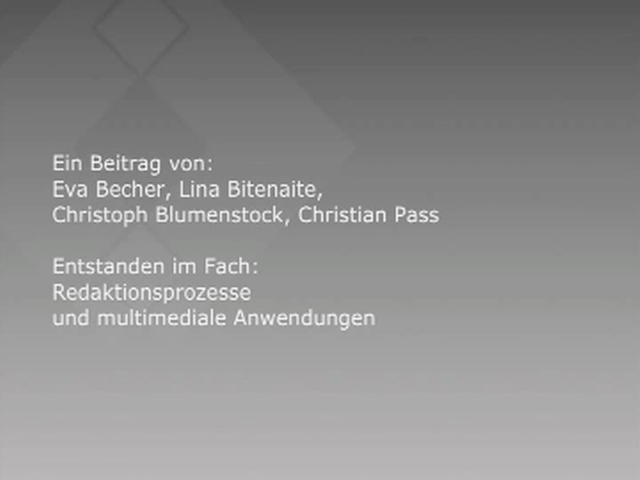 Ein Beitrag von:
Eva Becher, Lina Bitenaite,
Christoph Blumenstock, Christian Pass
Entstanden im Fach:
Redaktionsprozesse
und multimediale Anwendungen